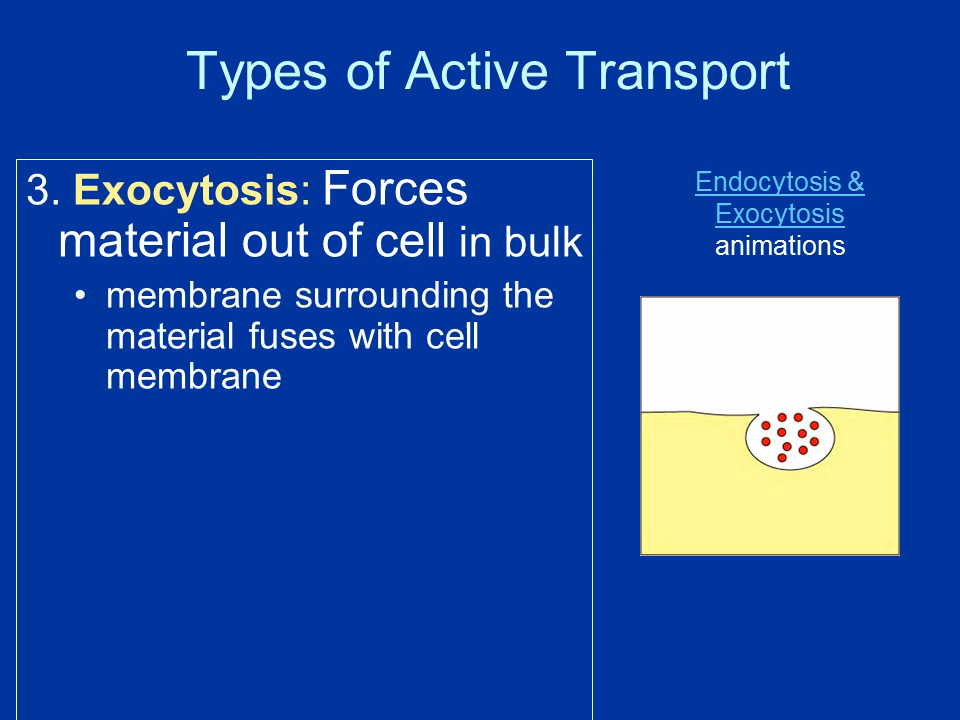 Types of Active Transport
3. Exocytosis: Forces
material out of cell in bulk
• membrane surrounding the
material fuses with cell
membrane
Endocytosis &
Exocytosis
animations